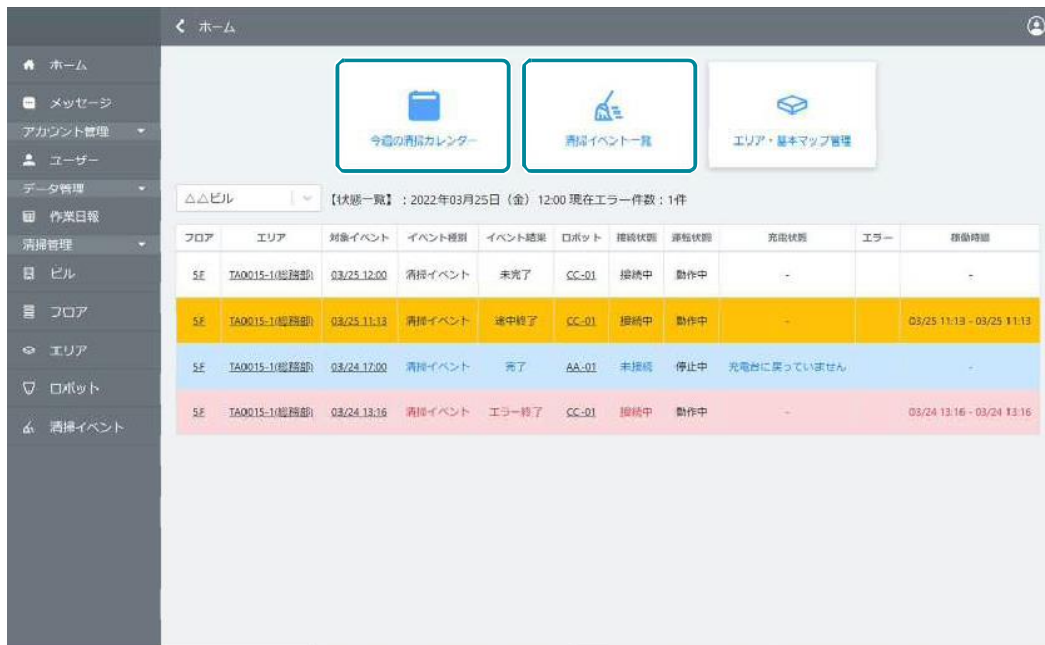 ホーム
ホーム
メッセージ
アカウント管理
ユーザー
データ管理
作業日報
清掃管理
ビル
フロア
エリア
ロボット
清掃イベント
今週の清掃カレンダー
清掃イベント一覧
エリア・基本マップ管理
△△ビル 【状態一覧】：2022年03月25日（金）12:00 現在エラー件数：1件
フロア エリア 対象イベント イベント種別 イベント結果 ロボット 接続状態 運転状態 充電状態 エラー 稼働時間
5F TA0015-1(総務部) 03/25 12:00 清掃イベント 未完了 CC-01 接続中 動作中 - -
5F TA0015-1(総務部) 03/25 11:13 清掃イベント 途中終了 CC-01 接続中 動作中 - 03/25 11:13 - 03/25 11:13
5F TA0015-1(総務部) 03/24 17:00 清掃イベント 完了 AA-01 未接続 停止中 充電台に戻っていません -
5F TA0015-1(総務部) 03/24 13:16 清掃イベント エラー終了 CC-01 接続中 動作中 - 03/24 13:16 - 03/24 13:16